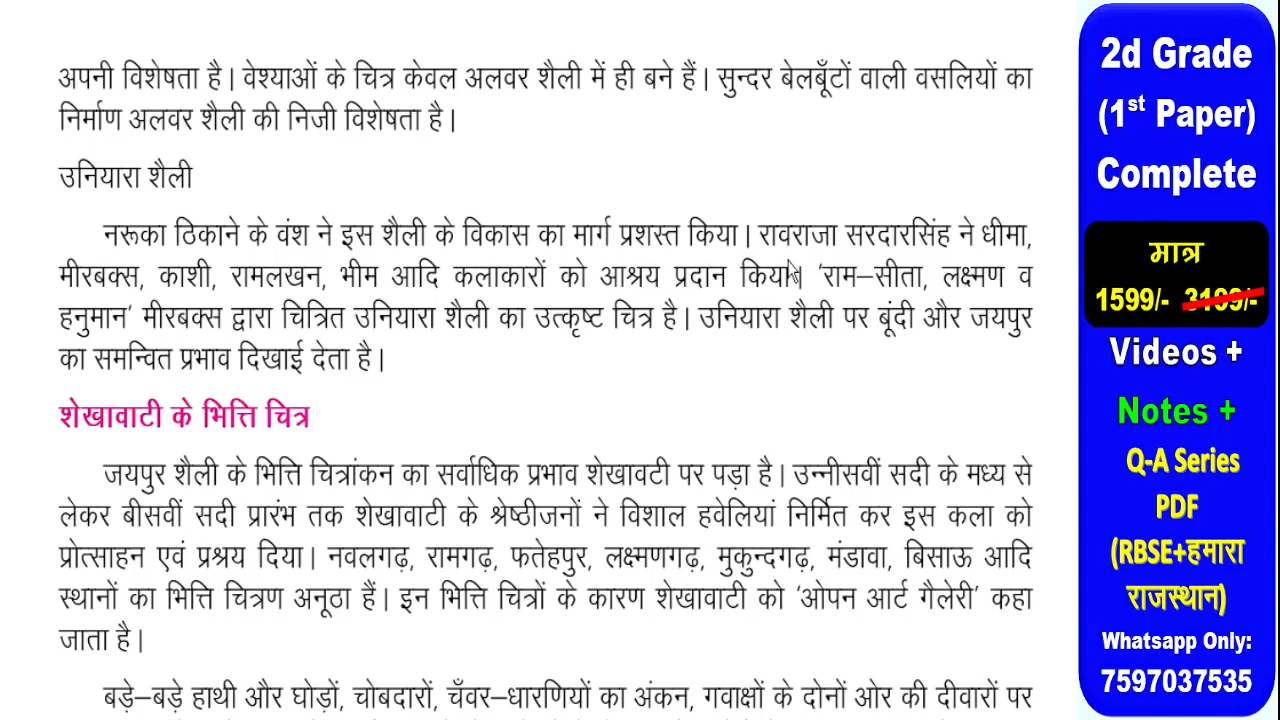 अपनी विशेषता है। वेश्याओं के चित्र केवल अलवर शैली में ही बने हैं। सुन्दर बेलबूँटों वाली वसलियों का
निर्माण अलवर शैली की निजी विशेषता है।
उनियारा शैली
नरूका ठिकाने के वंश ने इस शैली के विकास का मार्ग प्रशस्त किया। रावराजा सरदारसिंह ने धीमा,
मीरबक्स, काशी, रामलखन, भीम आदि कलाकारों को आश्रय प्रदान किया। 'राम–सीता, लक्ष्मण व
हनुमान' मीरबक्स द्वारा चित्रित उनियारा शैली का उत्कृष्ट चित्र है। उनियारा शैली पर बूंदी और जयपुर
का समन्वित प्रभाव दिखाई देता है।
शेखावाटी के भित्ति चित्र
जयपुर शैली के भित्ति चित्रांकन का सर्वाधिक प्रभाव शेखावटी पर पड़ा है। उन्नीसवीं सदी के मध्य से
लेकर बीसवीं सदी प्रारंभ तक शेखावाटी के श्रेष्ठीजनों ने विशाल हवेलियां निर्मित कर इस कला को
प्रोत्साहन एवं प्रश्रय दिया। नवलगढ़, रामगढ़, फतेहपुर, लक्ष्मणगढ़, मुकुन्दगढ़, मंडावा, बिसाऊ आदि
स्थानों का भित्ति चित्रण अनूठा हैं। इन भित्ति चित्रों के कारण शेखावाटी को 'ओपन आर्ट गैलेरी' कहा
जाता है।
बड़े–बड़े हाथी और घोड़ों, चोबदारों, चँवर–धारणियों का अंकन, गवाक्षों के दोनों ओर की दीवारों पर
2d Grade
(1st Paper)
Complete
मात्र
1599/- 3199/-
Videos +
Notes +
Q-A Series
PDF
(RBSE+हमारा
राजस्थान)
Whatsapp Only:
7597037535